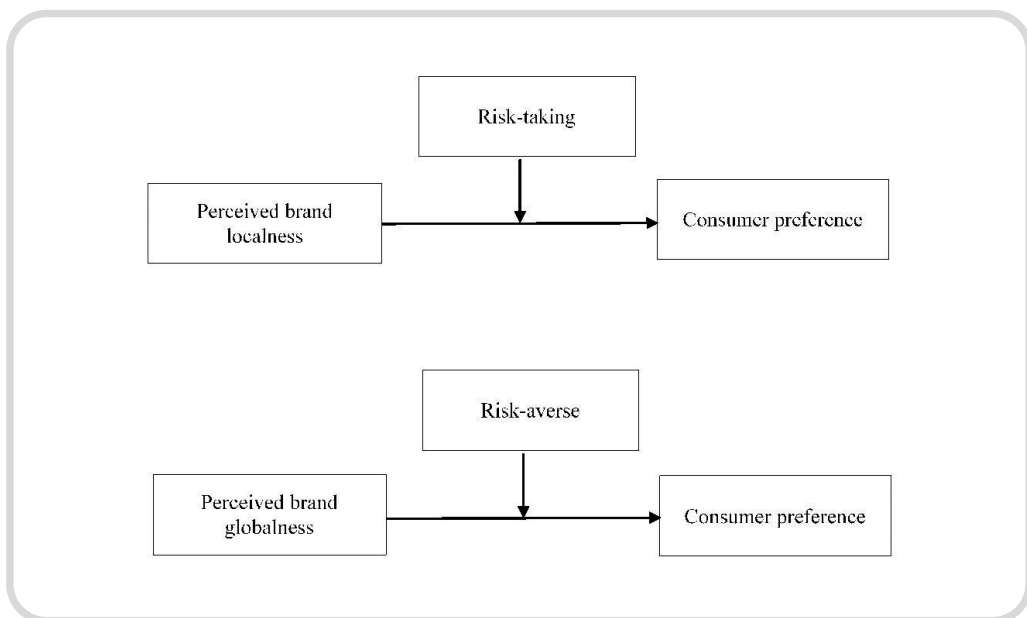 Risk-taking
Perceived brand
localness
Consumer preference
Risk-averse
Perceived brand
globalness
Consumer preference